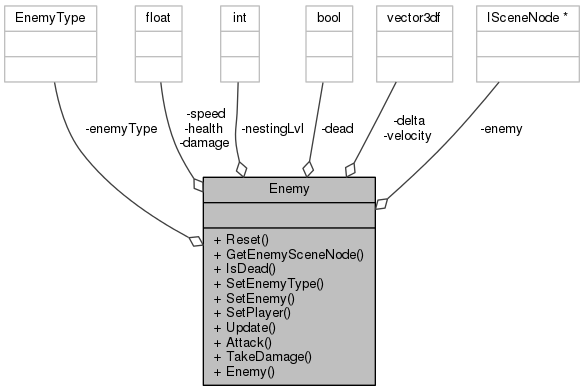 EnemyType
float
int
bool
vector3df
ISceneNode *
-enemyType
-speed
-health
-damage
-nestingLvl
-dead
-delta
-velocity
-enemy
Enemy
+ Reset()
+ GetEnemySceneNode()
+ IsDead()
+ SetEnemyType()
+ SetEnemy()
+ SetPlayer()
+ Update()
+ Attack()
+ TakeDamage()
+ Enemy()